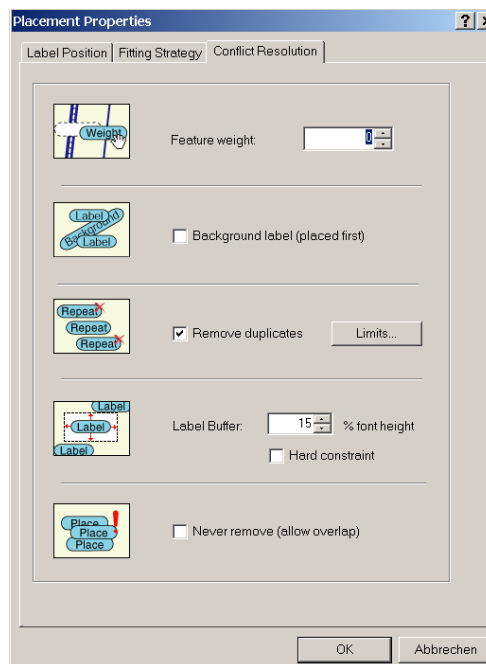 Placement Properties ?
Label Position Fitting Strategy Conflict Resolution
Weight Feature weight: 0
Label
Background
Label
Background label (placed first)
Repeat
Repeat
Repeat
Remove duplicates Limits...
Label
Label
Label
Label Buffer: 15 % font height
Hard constraint
Place !
Place
Place
Never remove (allow overlap)
OK Abbrechen